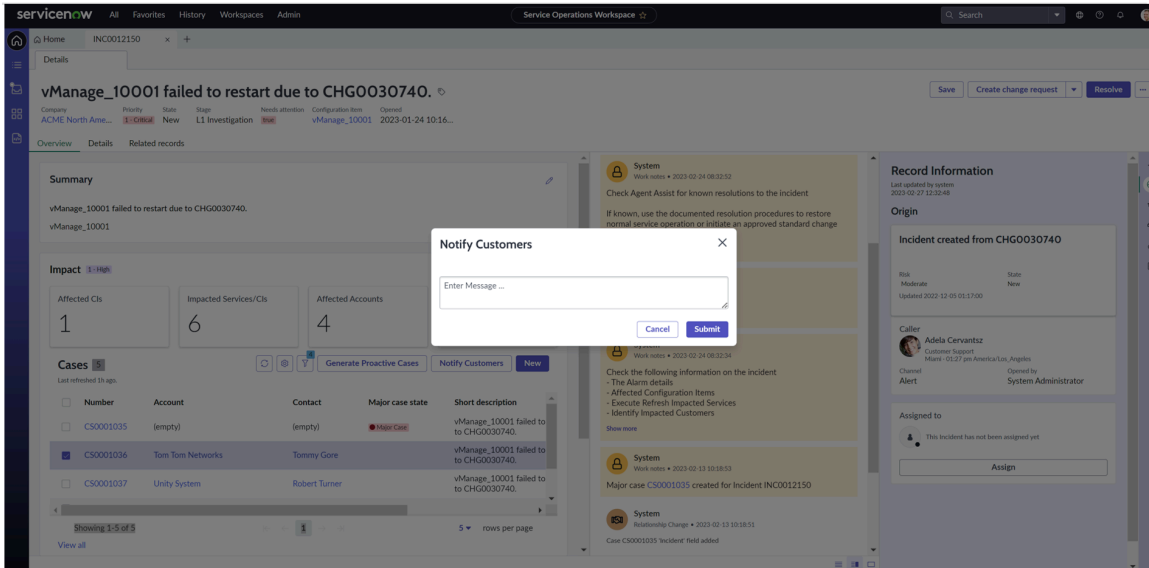 servicenow All Favorites History Workspaces Admin
Service Operations Workspace
Search
Home INC0012150
Details
vManage_10001 failed to restart due to CHG0030740.
Save Create change request Resolve
Company Priority State Stage Needs attention Configuration item Opened
ACME North Ame... 1 - Critical New L1 Investigation true vManage_10001 2023-01-24 10:16...
Overview Details Related records
Summary
vManage_10001 failed to restart due to CHG0030740.
vManage_10001
Impact 1 - High
Affected CIs Impacted Services/CIs Affected Accounts
1 6 4
Cases 5
Last refreshed 1h ago.
Generate Proactive Cases Notify Customers New
Number Account Contact Major case state Short description
CS0001035 (empty) (empty) Major Case vManage_10001 failed to
to CHG0030740.
CS0001036 Tom Tom Networks Tommy Gore vManage_10001 failed to
to CHG0030740.
CS0001037 Unity System Robert Turner vManage_10001 failed to
to CHG0030740.
Showing 1-5 of 5 1 5 rows per page
View all
Notify Customers
Enter Message ...
Cancel Submit
System
Work notes • 2023-02-24 08:32:52
Check Agent Assist for known resolutions to the incident
If known, use the documented resolution procedures to restore
normal service operation or initiate an approved standard change
Work notes • 2023-02-24 08:32:34
Check the following information on the incident
- The Alarm details
- Affected Configuration Items
- Execute Refresh Impacted Services
- Identify Impacted Customers
Show more
System
Work notes • 2023-02-13 10:18:53
Major case CS0001035 created for Incident INC0012150
System
Relationship Change • 2023-02-13 10:18:51
Case CS0001035 'Incident' field added
Record Information
Last updated by system
2023-02-27 12:32:48
Origin
Incident created from CHG0030740
Risk State
Moderate New
Updated 2022-12-05 01:17:00
Caller
Adela Cervantsz
Customer Support
Miami - 01:27 pm America/Los_Angeles
Channel Opened by
Alert System Administrator
Assigned to
This Incident has not been assigned yet
Assign